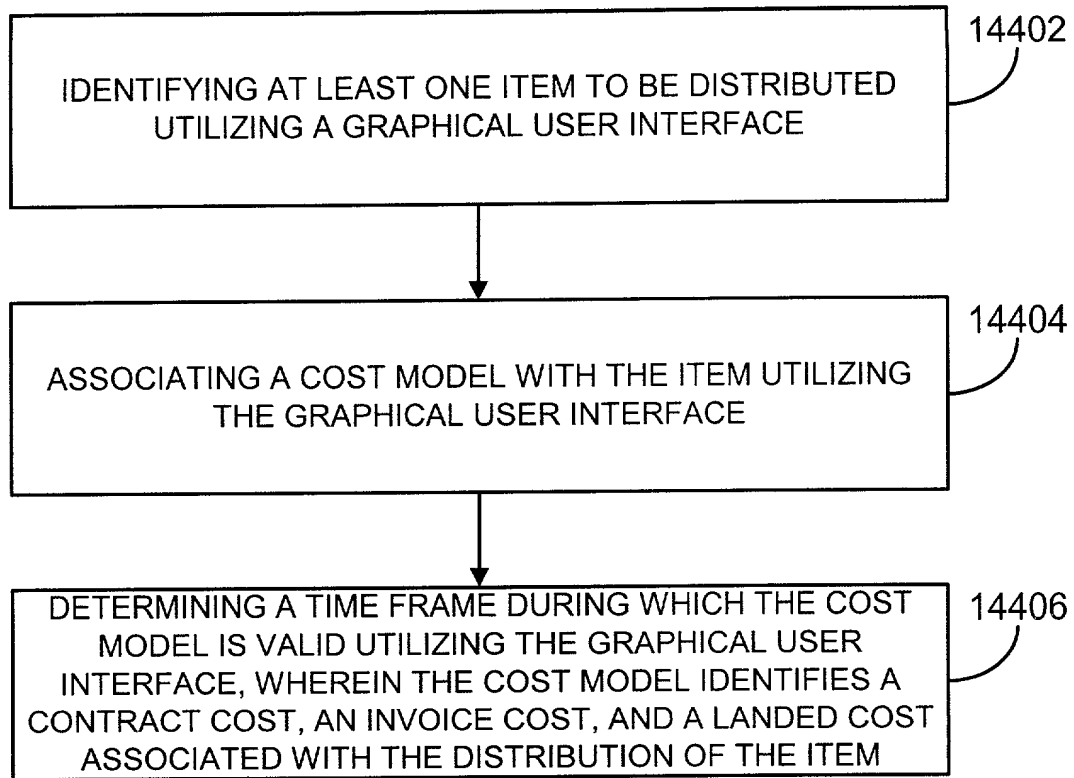 14402
IDENTIFYING AT LEAST ONE ITEM TO BE DISTRIBUTED
UTILIZING A GRAPHICAL USER INTERFACE
14404
ASSOCIATING A COST MODEL WITH THE ITEM UTILIZING
THE GRAPHICAL USER INTERFACE
14406
DETERMINING A TIME FRAME DURING WHICH THE COST
MODEL IS VALID UTILIZING THE GRAPHICAL USER
INTERFACE, WHEREIN THE COST MODEL IDENTIFIES A
CONTRACT COST, AN INVOICE COST, AND A LANDED COST
ASSOCIATED WITH THE DISTRIBUTION OF THE ITEM